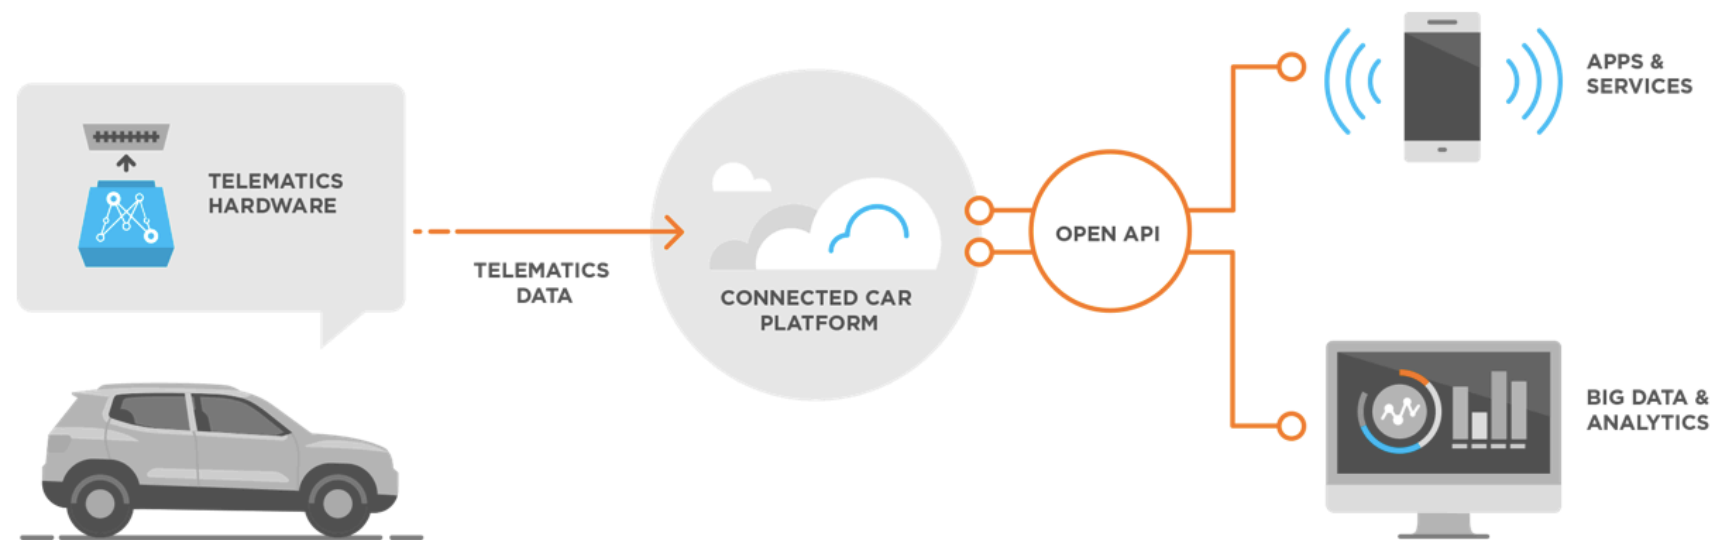 TELEMATICS
HARDWARE
TELEMATICS
DATA
CONNECTED CAR
PLATFORM
OPEN API
APPS &
SERVICES
BIG DATA &
ANALYTICS